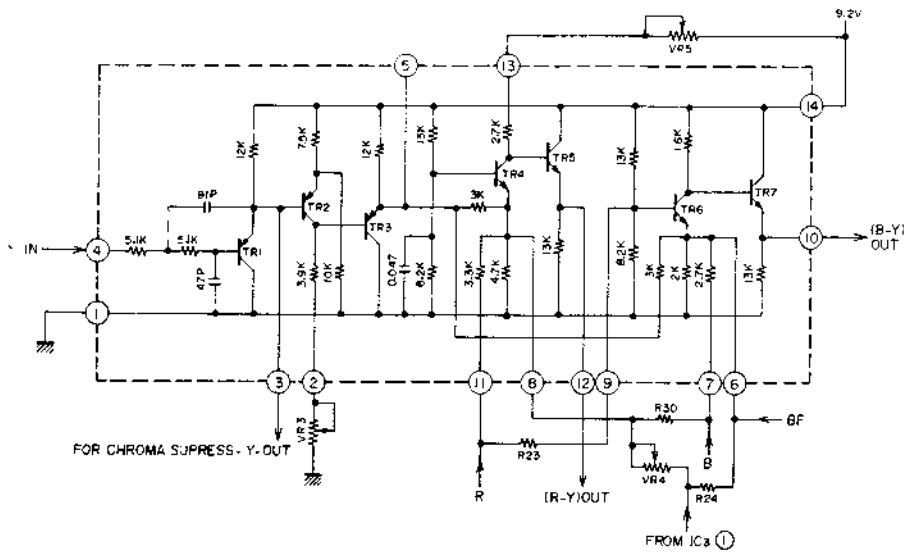 9.2V
VR5
5
13
14
12K
7.5K
12K
15K
2.7K
13K
1.6K
91P
TR1
TR2
TR3
TR4
TR5
TR6
TR7
3K
IN
4
5.1K
5.1K
47P
3.9K
10K
0.047
8.2K
3.3K
4.7K
13K
8.2K
3K
2K
2.7K
13K
10
(B-Y)
OUT
1
3
2
11
8
12
9
7
6
VR3
R30
BF
FOR CHROMA SUPRESS-Y-OUT
R23
VR4
B
R24
R
(R-Y)OUT
FROM IC3 1